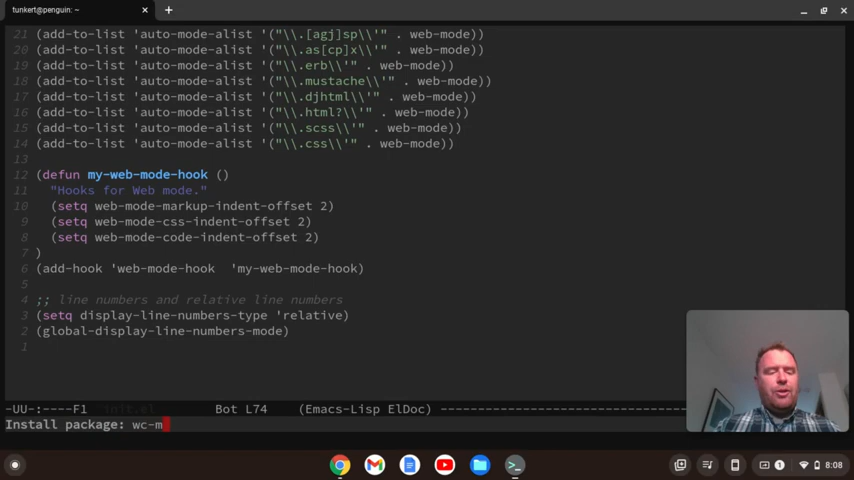 tunkert@penguin: ~
21 (add-to-list 'auto-mode-alist '("\\.[agj]sp\\'" . web-mode))
20 (add-to-list 'auto-mode-alist '("\\.as[cp]x\\'" . web-mode))
19 (add-to-list 'auto-mode-alist '("\\.erb\\'" . web-mode))
18 (add-to-list 'auto-mode-alist '("\\.mustache\\'" . web-mode))
17 (add-to-list 'auto-mode-alist '("\\.djhtml\\'" . web-mode))
16 (add-to-list 'auto-mode-alist '("\\.html?\\'" . web-mode))
15 (add-to-list 'auto-mode-alist '("\\.scss\\'" . web-mode))
14 (add-to-list 'auto-mode-alist '("\\.css\\'" . web-mode))
13
12 (defun my-web-mode-hook ()
11   "Hooks for Web mode."
10   (setq web-mode-markup-indent-offset 2)
9   (setq web-mode-css-indent-offset 2)
8   (setq web-mode-code-indent-offset 2)
7 )
6 (add-hook 'web-mode-hook  'my-web-mode-hook)
5
4 ;; line numbers and relative line numbers
3 (setq display-line-numbers-type 'relative)
2 (global-display-line-numbers-mode)
1
-UU-:----F1  init.el        Bot L74    (Emacs-Lisp ElDoc) ----------------------------------
Install package: wc-m
1 8:08